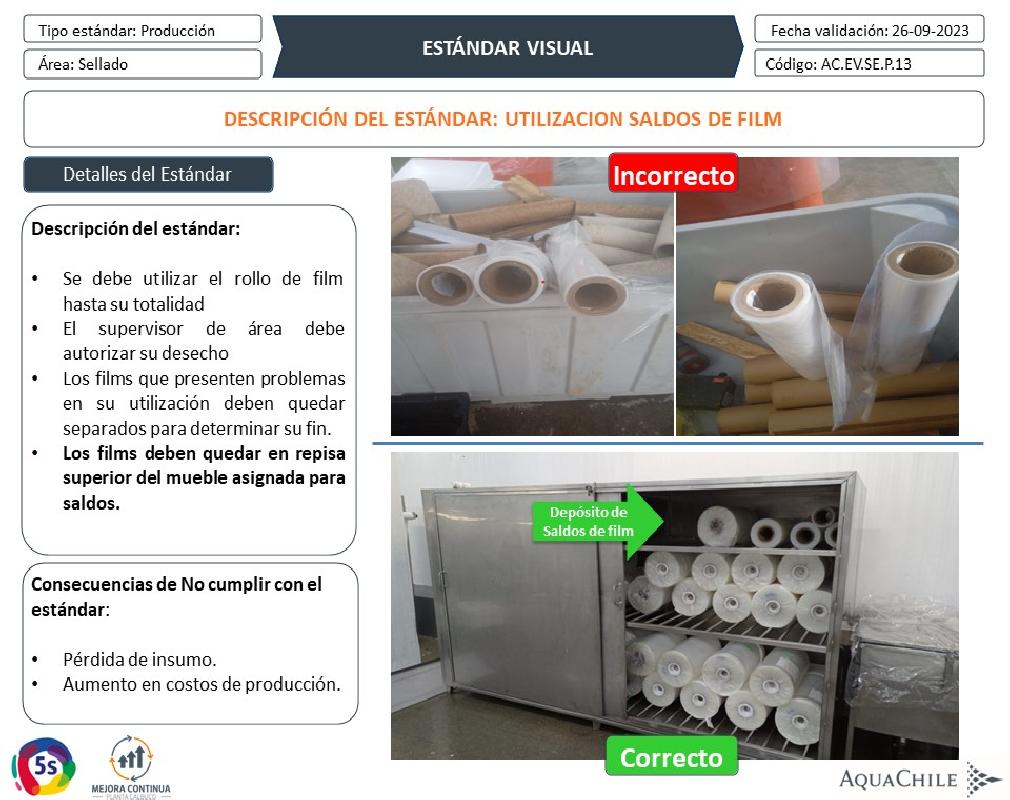 Tipo estándar: Producción
Área: Sellado
ESTÁNDAR VISUAL
Fecha validación: 26-09-2023
Código: AC.EV.SE.P.13
DESCRIPCIÓN DEL ESTÁNDAR: UTILIZACION SALDOS DE FILM
Detalles del Estándar
Descripción del estándar:
• Se debe utilizar el rollo de film
hasta su totalidad
• El supervisor de área debe
autorizar su desecho
• Los films que presenten problemas
en su utilización deben quedar
separados para determinar su fin.
• Los films deben quedar en repisa
superior del mueble asignada para
saldos.
Consecuencias de No cumplir con el
estándar:
• Pérdida de insumo.
• Aumento en costos de producción.
Incorrecto
Depósito de
Saldos de film
Correcto
5s
MEJORA CONTINUA
PLANTA CALBUCO
AQUACHILE